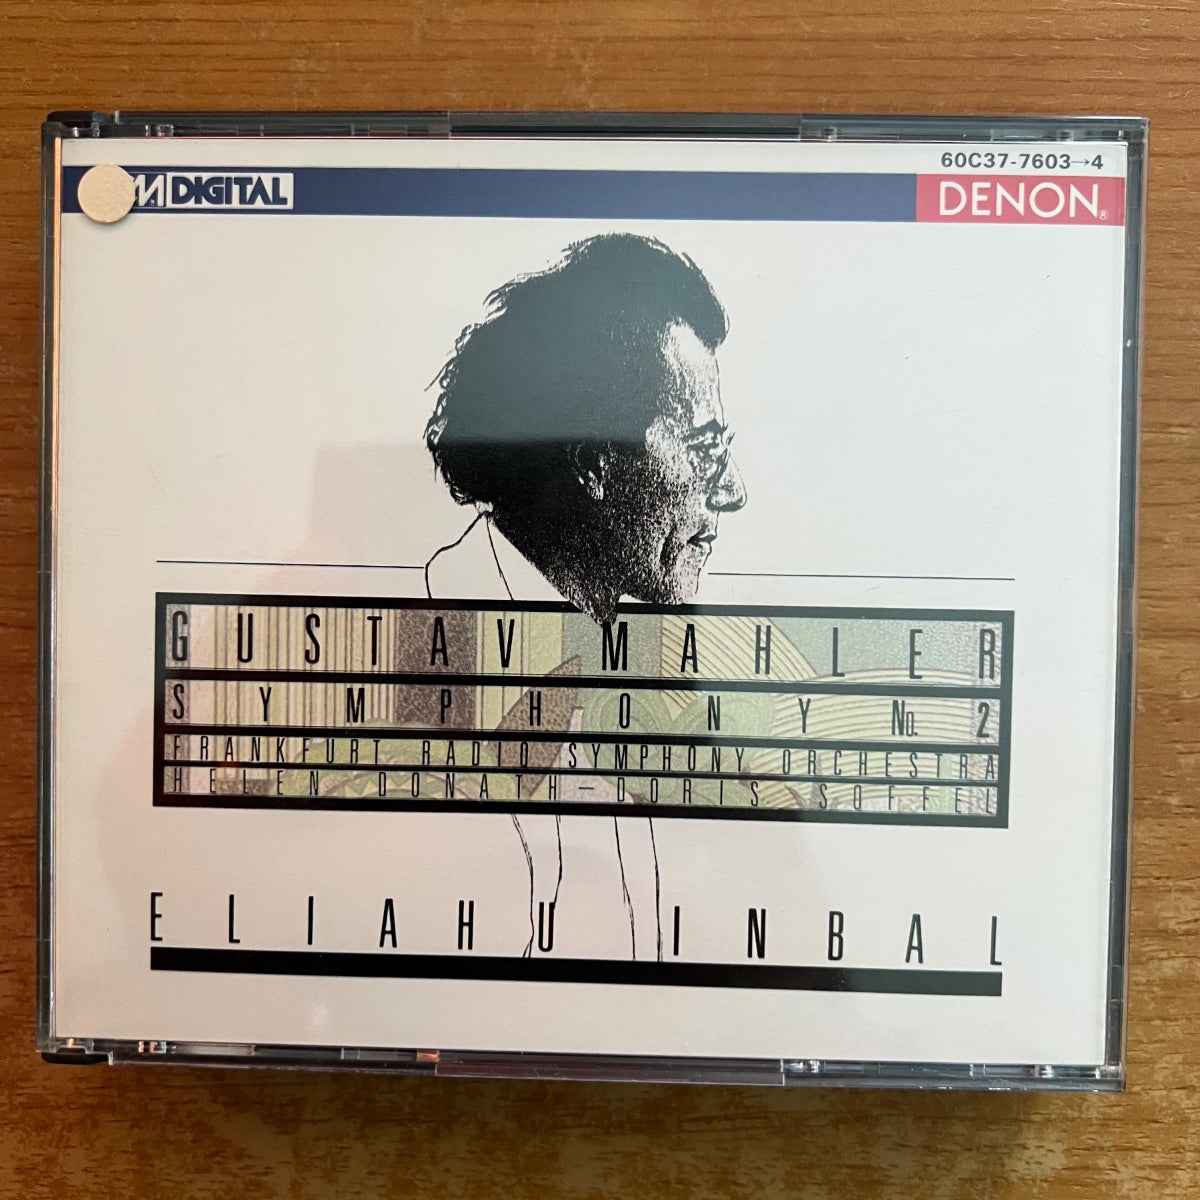 60C37-7603→4
DIGITAL
DENON®
GUSTAV MAHLER
SYMPHONY No. 2
FRANKFURT RADIO SYMPHONY ORCHESTRA
HELEN DONATH–DORIS SOFFEL
ELIAHU INBAL